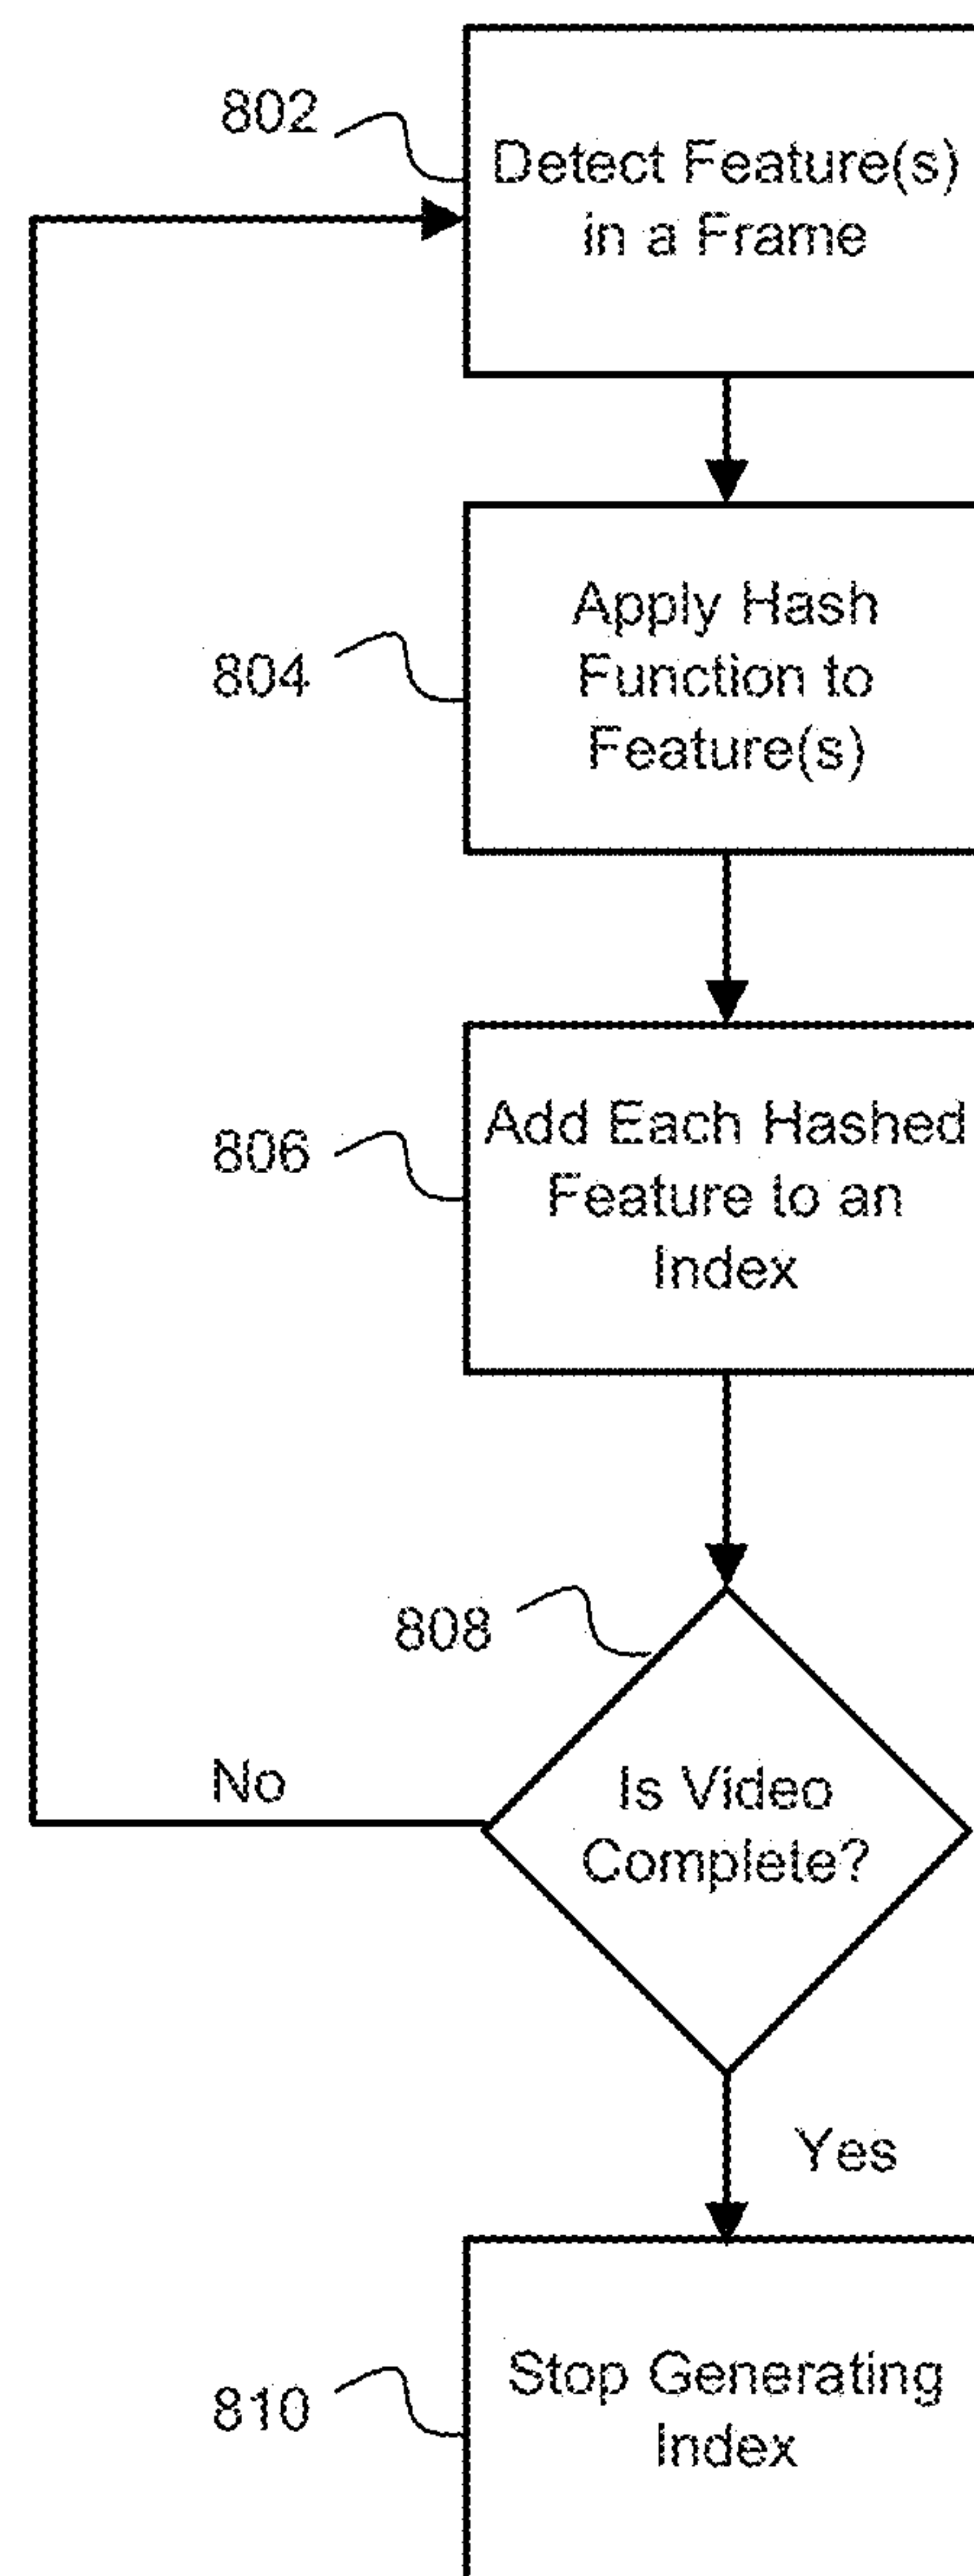 802
Detect Feature(s)
in a Frame
804
Apply Hash
Function to
Feature(s)
806
Add Each Hashed
Feature to an
Index
808
Is Video
Complete?
No
Yes
810
Stop Generating
Index